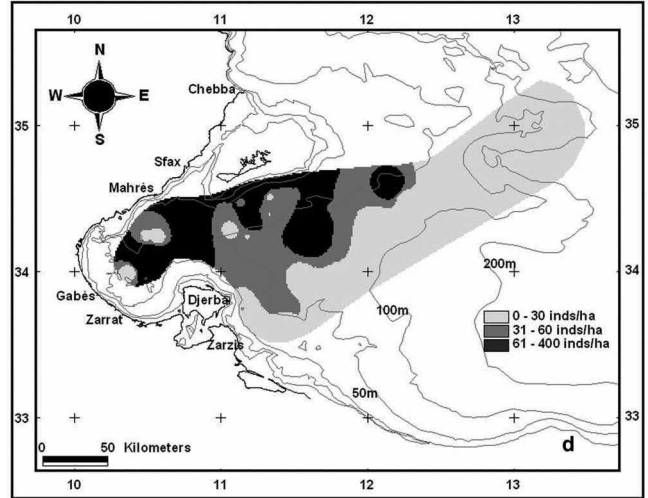 10 11 12 13
N
W E
S
Chebba
35 35
Sfax
Mahrès
34 34
200m
Gabès
Djerba
100m
Zarrat
0 - 30 inds/ha
31 - 60 inds/ha
61 - 400 inds/ha
Zarzis
50m
33 33
0 50 Kilometers
d
10 11 12 13